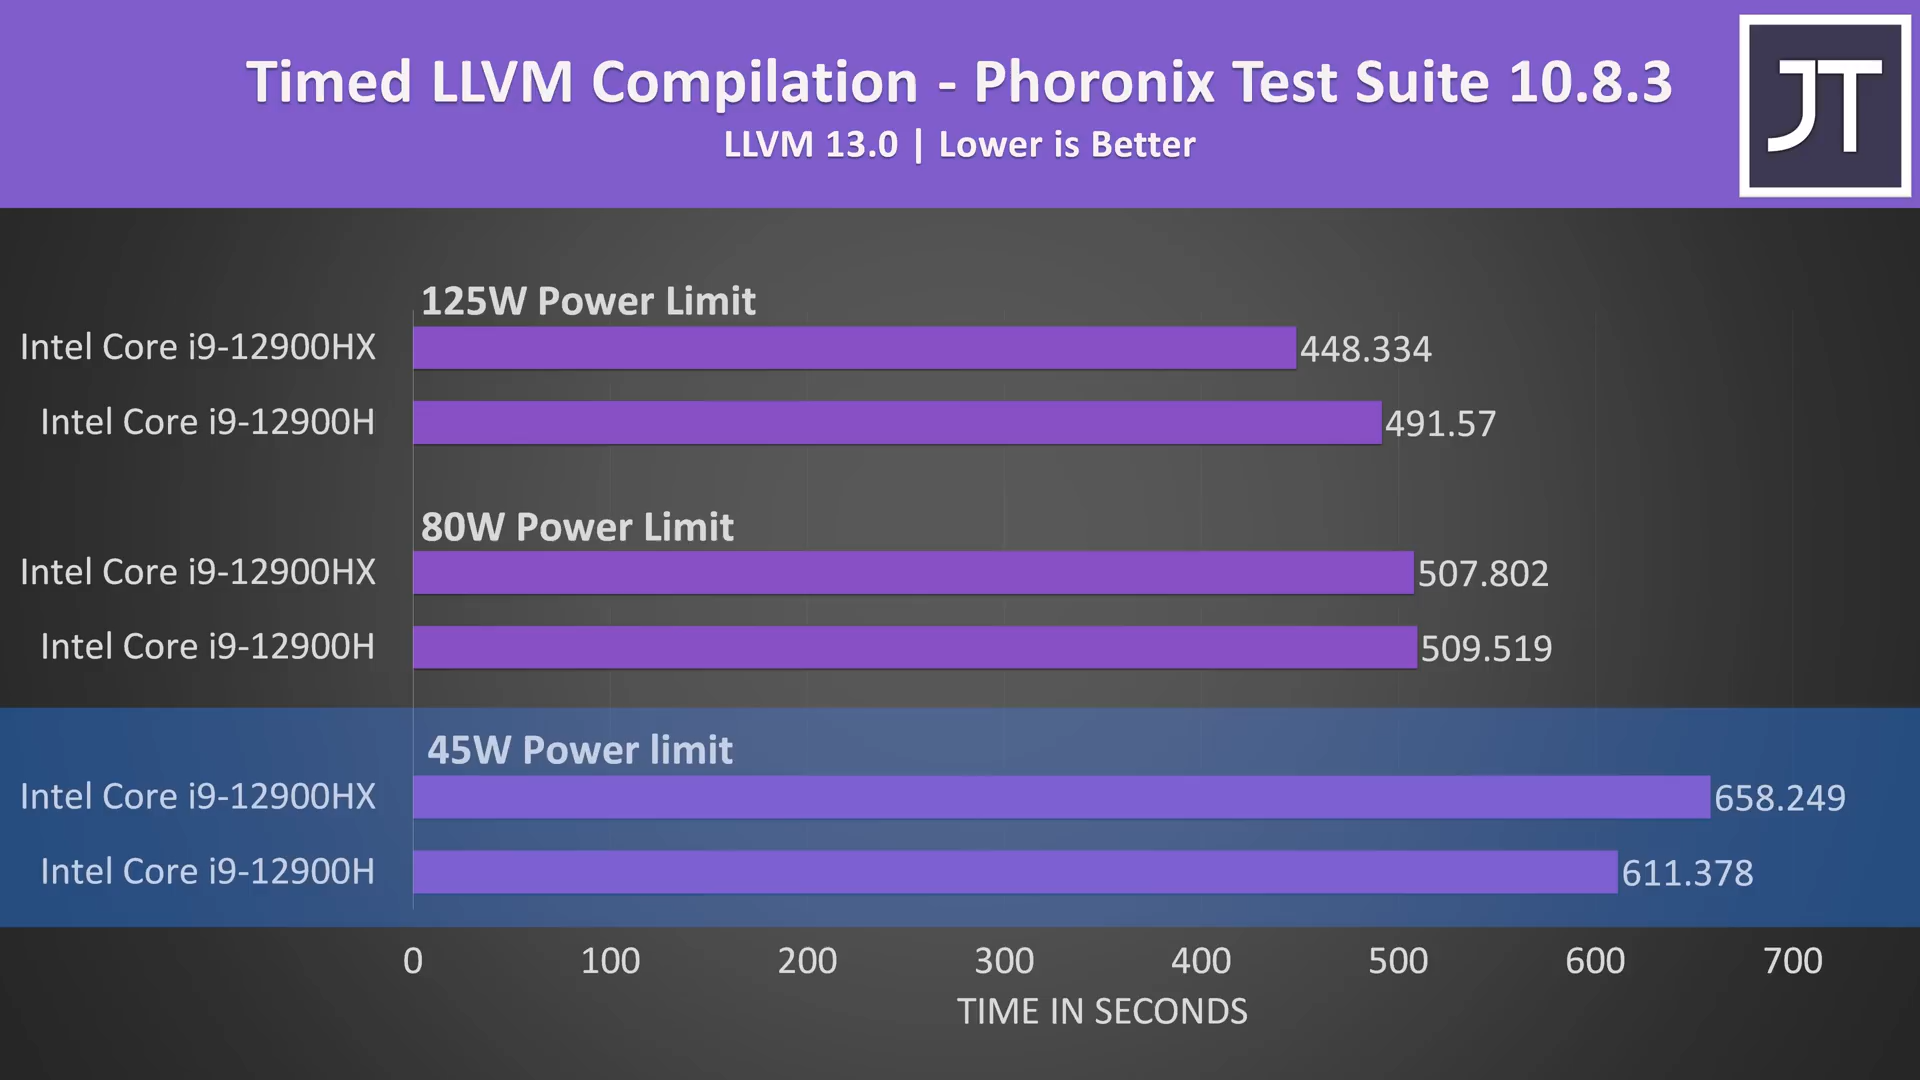 Timed LLVM Compilation - Phoronix Test Suite 10.8.3
LLVM 13.0 | Lower is Better
JT
125W Power Limit
Intel Core i9-12900HX 448.334
Intel Core i9-12900H 491.57
80W Power Limit
Intel Core i9-12900HX 507.802
Intel Core i9-12900H 509.519
45W Power limit
Intel Core i9-12900HX 658.249
Intel Core i9-12900H 611.378
0 100 200 300 400 500 600 700
TIME IN SECONDS